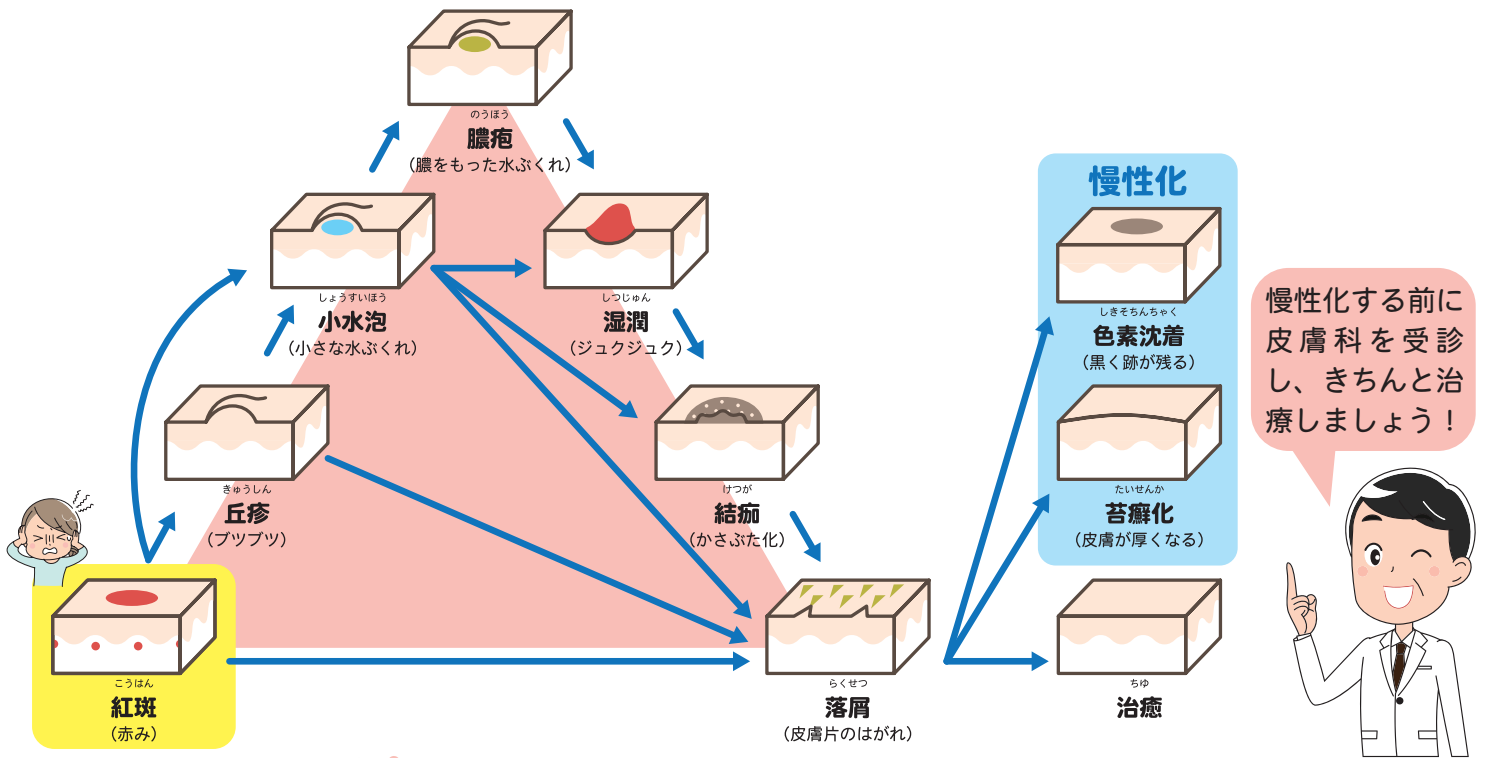 のうほう
膿疱
（膿をもった水ぶくれ）
しょうすいほう
小水泡
（小さな水ぶくれ）
しつじゅん
湿潤
（ジュクジュク）
きゅうしん
丘疹
（ブツブツ）
けつが
結痂
（かさぶた化）
こうはん
紅斑
（赤み）
らくせつ
落屑
（皮膚片のはがれ）
慢性化
しきそちんちゃく
色素沈着
（黒く跡が残る）
たいせんか
苔癬化
（皮膚が厚くなる）
ちゆ
治癒
慢性化する前に
皮膚科を受診
し、きちんと治
療しましょう！